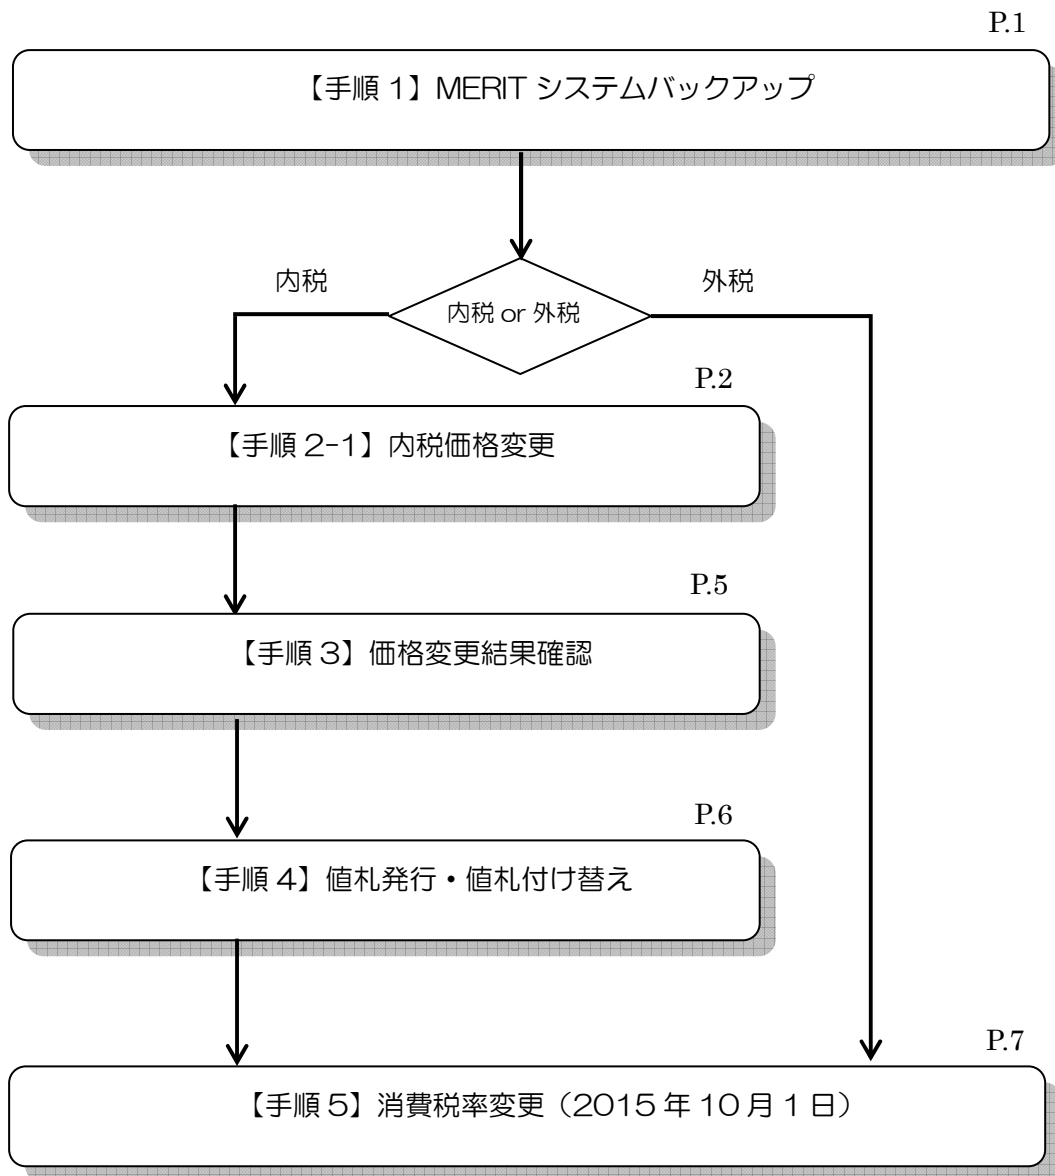 P.1
【手順 1】MERIT システムバックアップ
内税
外税
内税 or 外税
P.2
【手順 2-1】内税価格変更
P.5
【手順 3】価格変更結果確認
P.6
【手順 4】値札発行・値札付け替え
P.7
【手順 5】消費税率変更（2015 年 10 月 1 日）